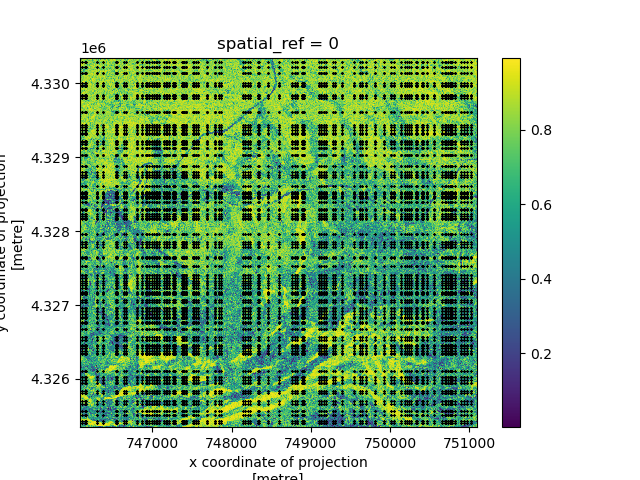 spatial_ref = 0
1e6
4.330
4.329
4.328
4.327
4.326
y coordinate of projection
[metre]
747000 748000 749000 750000 751000
x coordinate of projection
[metre]
0.8
0.6
0.4
0.2